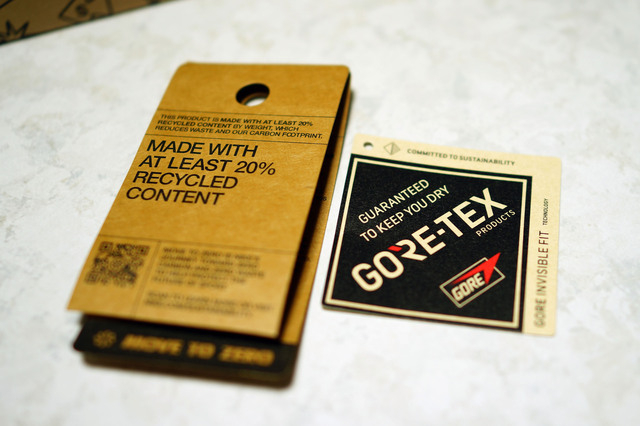 THIS PRODUCT IS MADE WITH AT LEAST 20%
RECYCLED CONTENT BY WEIGHT, WHICH
REDUCES WASTE AND OUR CARBON FOOTPRINT.
MADE WITH
AT LEAST 20%
RECYCLED
CONTENT
MOVE TO ZERO
COMMITTED TO SUSTAINABILITY
GUARANTEED
TO KEEP YOU DRY
GORE-TEX
PRODUCTS
GORE
GORE INVISIBLE FIT TECHNOLOGY